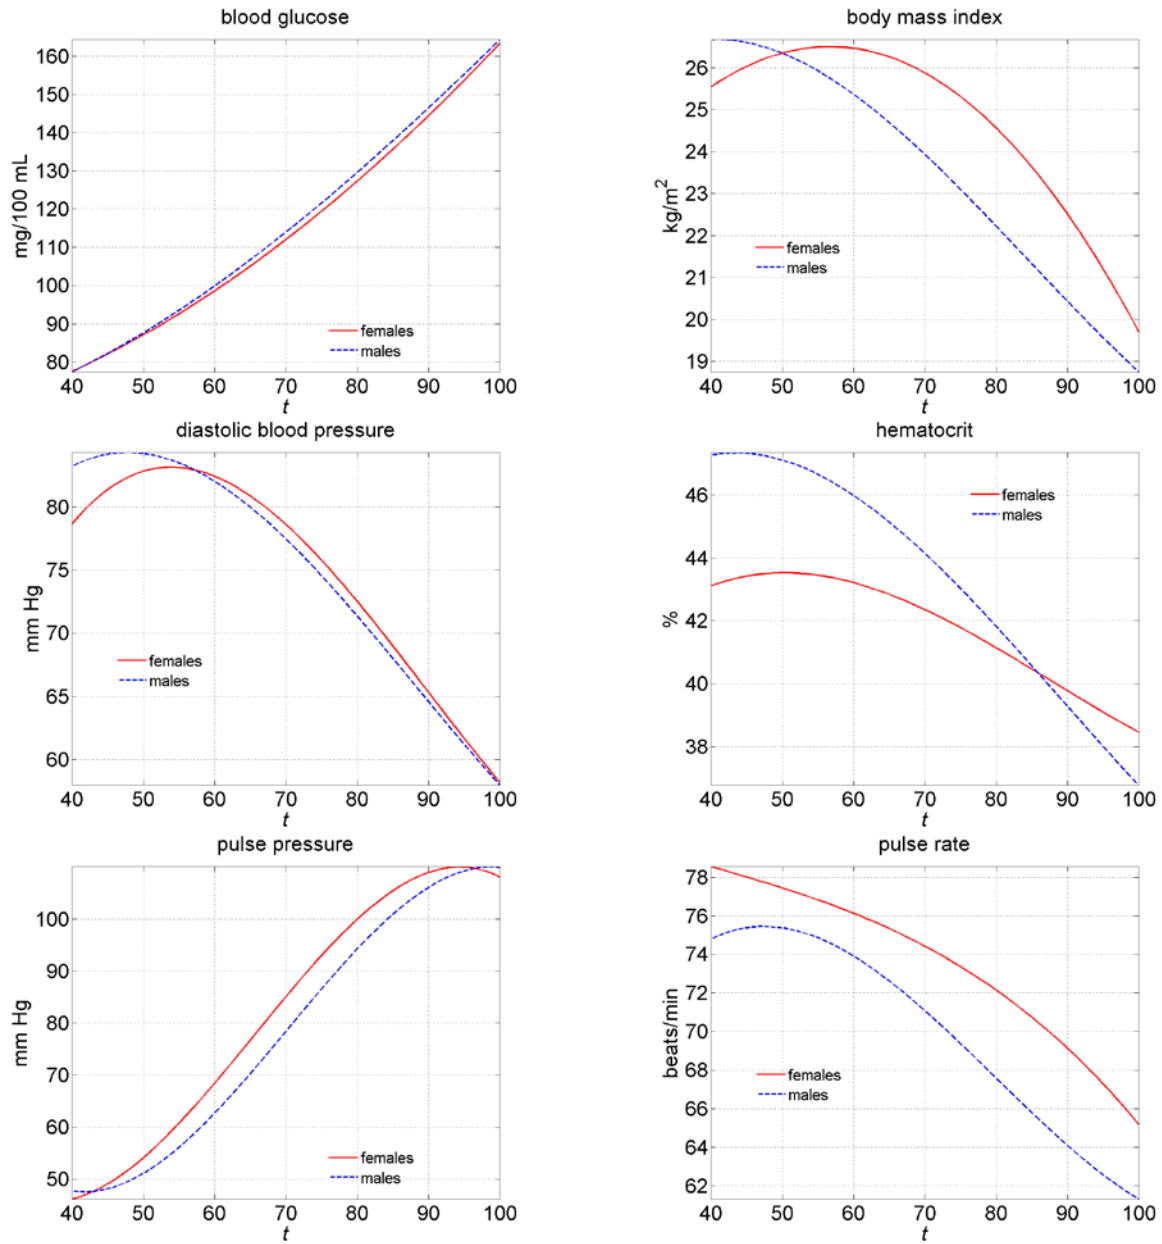 blood glucose
mg/100 mL
160
150
140
130
120
110
100
90
80
females
males
40 50 60 70 80 90 100
t
body mass index
kg/m²
26
25
24
23
22
21
20
19
females
males
40 50 60 70 80 90 100
t
diastolic blood pressure
mm Hg
80
75
70
65
60
females
males
40 50 60 70 80 90 100
t
hematocrit
%
46
44
42
40
38
females
males
40 50 60 70 80 90 100
t
pulse pressure
mm Hg
100
90
80
70
60
50
females
males
40 50 60 70 80 90 100
t
pulse rate
beats/min
78
76
74
72
70
68
66
64
62
females
males
40 50 60 70 80 90 100
t